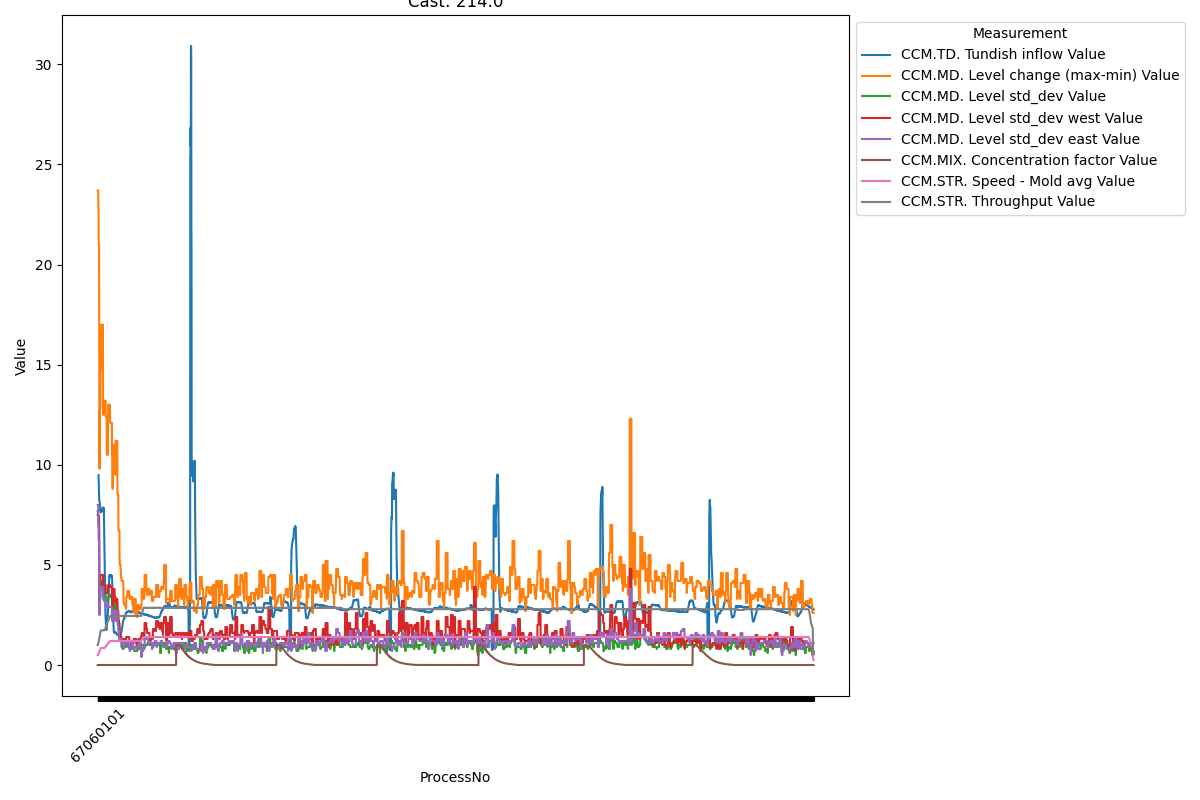 Cast: 214.0
Measurement
CCM.TD. Tundish inflow Value
CCM.MD. Level change (max-min) Value
CCM.MD. Level std_dev Value
CCM.MD. Level std_dev west Value
CCM.MD. Level std_dev east Value
CCM.MIX. Concentration factor Value
CCM.STR. Speed - Mold avg Value
CCM.STR. Throughput Value
Value
30
25
20
15
10
5
0
67060101
ProcessNo